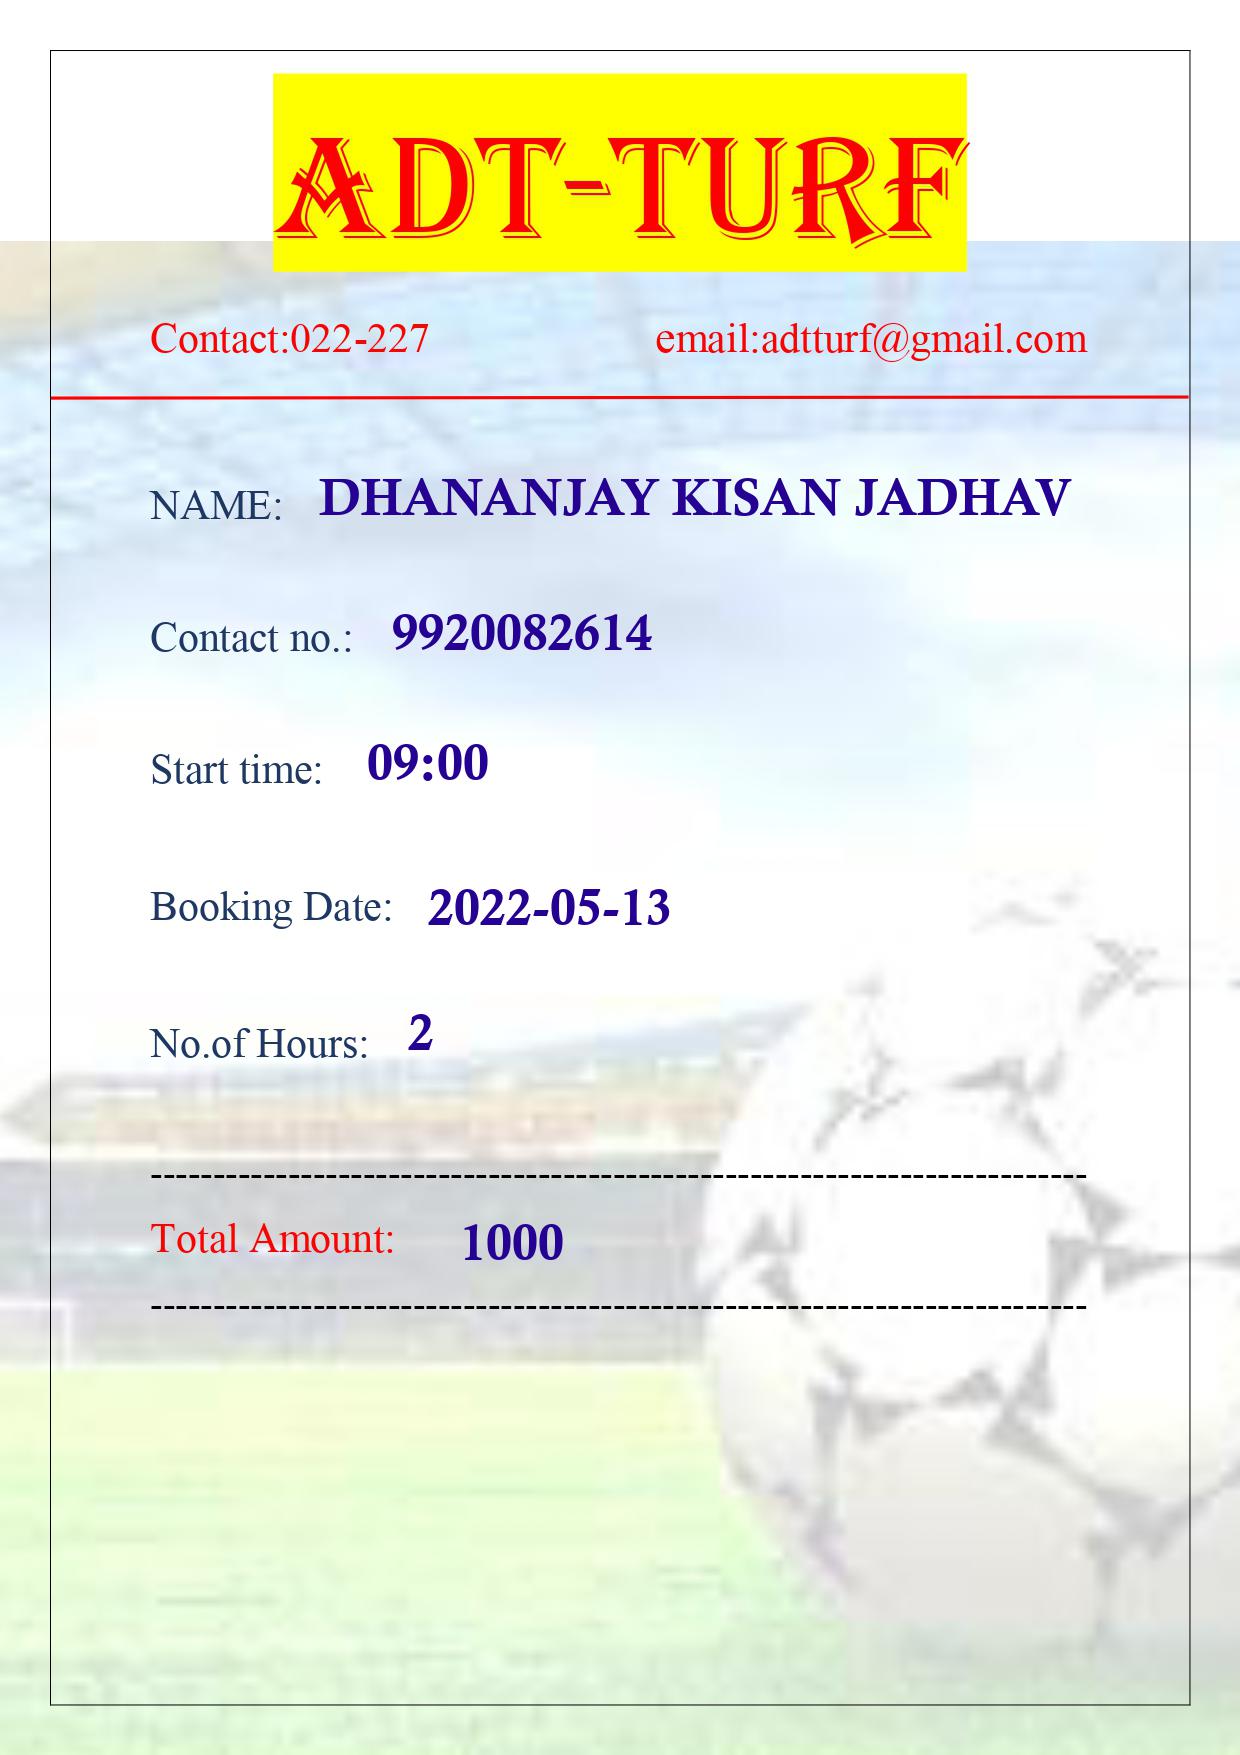 ADT-TURF
Contact:022-227 email:adtturf@gmail.com
NAME: DHANANJAY KISAN JADHAV
Contact no.: 9920082614
Start time: 09:00
Booking Date: 2022-05-13
No.of Hours: 2
---------------------------------------------------------------------------
Total Amount: 1000
---------------------------------------------------------------------------